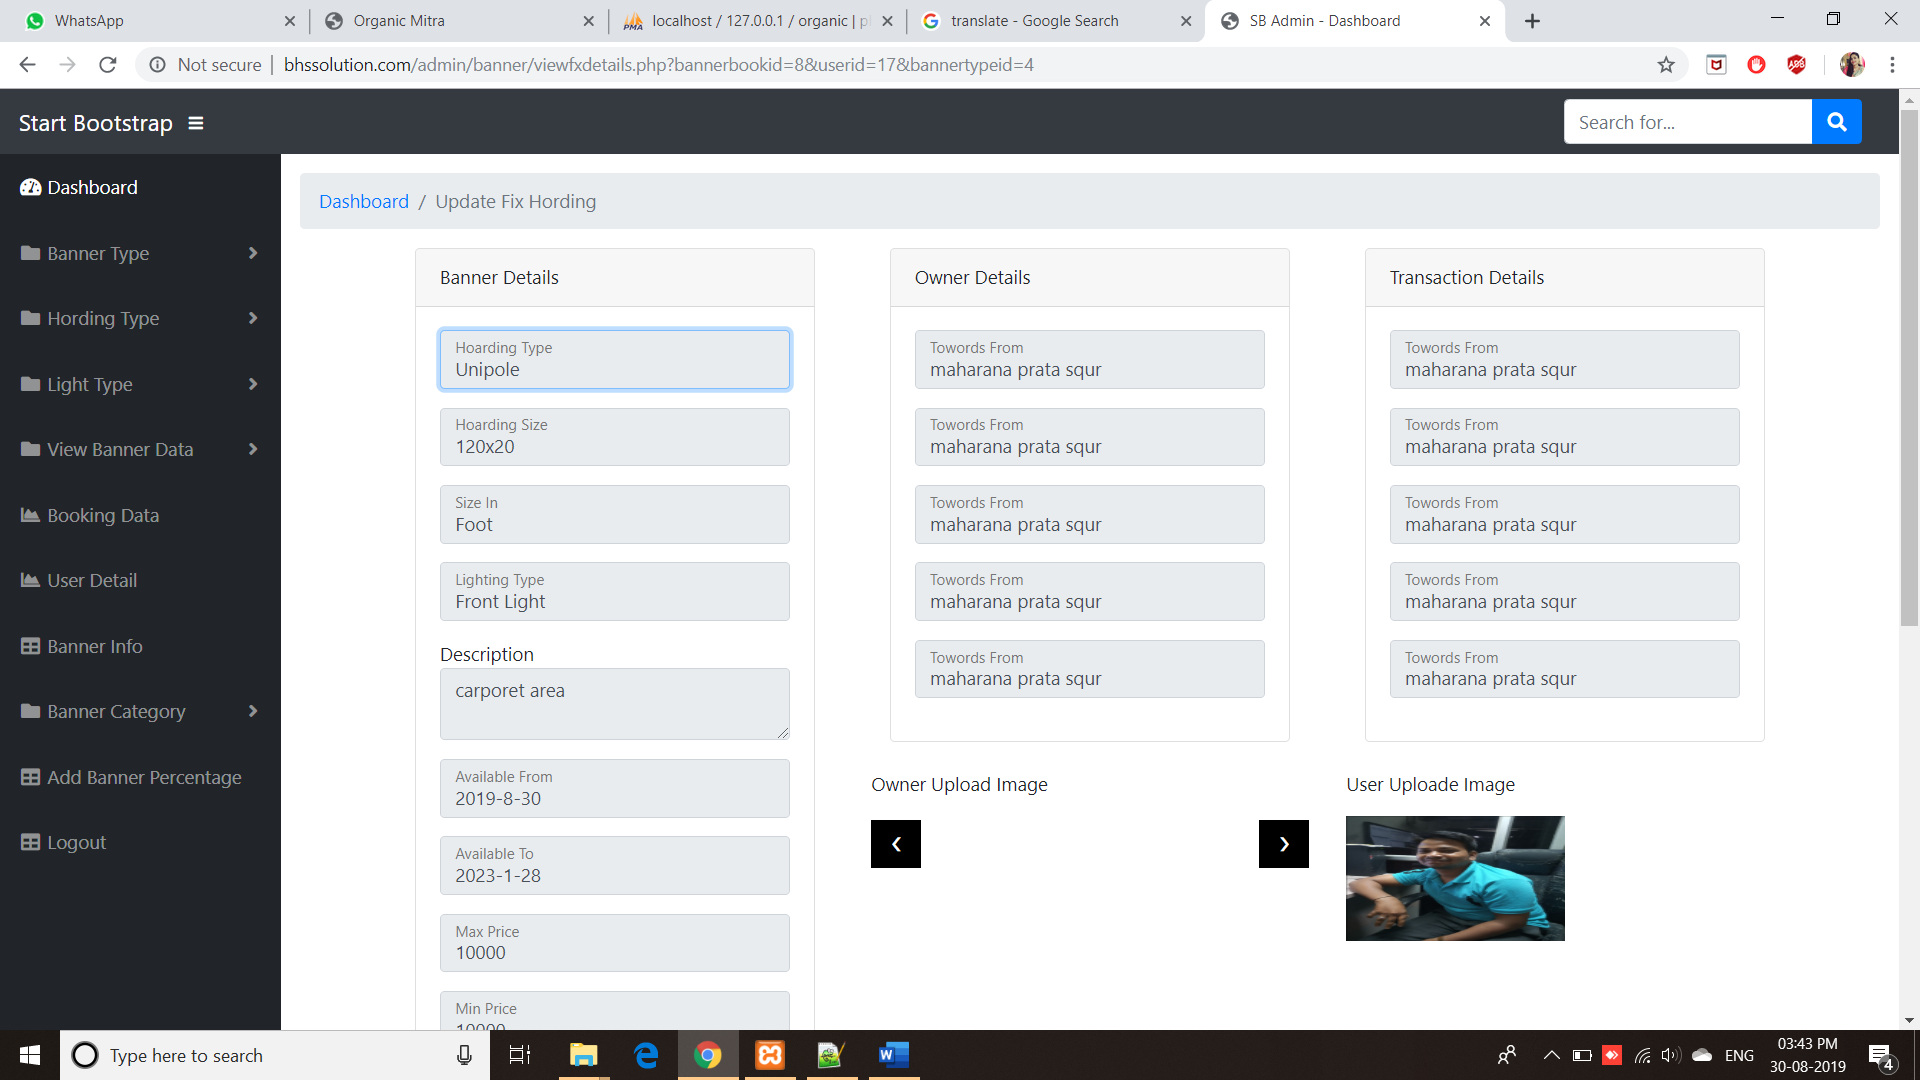 WhatsApp
Organic Mitra
localhost / 127.0.0.1 / organic | p
translate - Google Search
SB Admin - Dashboard
Not secure
bhssolution.com/admin/banner/viewfxdetails.php?bannerbookid=8&userid=17&bannertypeid=4
Start Bootstrap
Search for...
Dashboard
Banner Type
Hording Type
Light Type
View Banner Data
Booking Data
User Detail
Banner Info
Banner Category
Add Banner Percentage
Logout
Dashboard / Update Fix Hording
Banner Details
Hoarding Type
Unipole
Hoarding Size
120x20
Size In
Foot
Lighting Type
Front Light
Description
carporet area
Available From
2019-8-30
Available To
2023-1-28
Max Price
10000
Min Price
10000
Owner Details
Towords From
maharana prata squr
Towords From
maharana prata squr
Towords From
maharana prata squr
Towords From
maharana prata squr
Towords From
maharana prata squr
Owner Upload Image
Transaction Details
Towords From
maharana prata squr
Towords From
maharana prata squr
Towords From
maharana prata squr
Towords From
maharana prata squr
Towords From
maharana prata squr
User Uploade Image
Type here to search
ENG
03:43 PM
30-08-2019
4